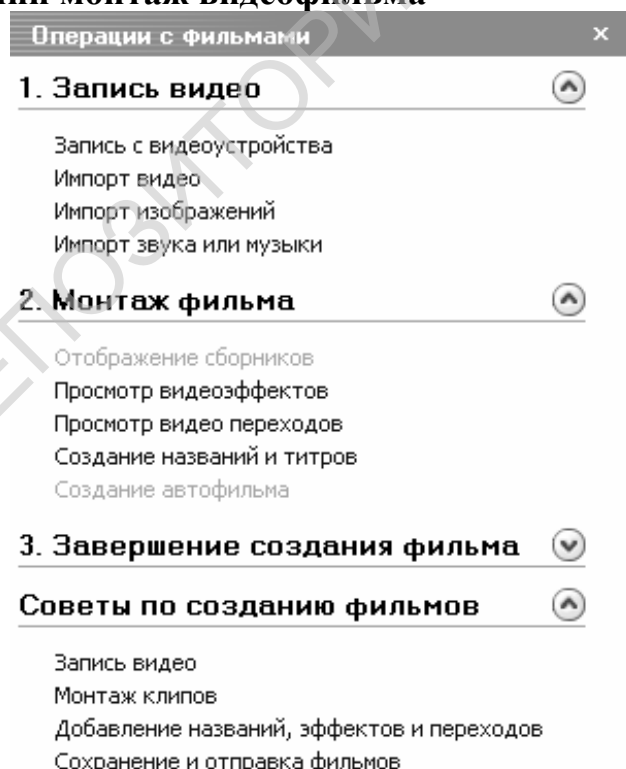 монтаж видеофильма
Операции с фильмами
1. Запись видео
Запись с видеоустройства
Импорт видео
Импорт изображений
Импорт звука или музыки
2. Монтаж фильма
Отображение сборников
Просмотр видеоэффектов
Просмотр видео переходов
Создание названий и титров
Создание автофильма
3. Завершение создания фильма
Советы по созданию фильмов
Запись видео
Монтаж клипов
Добавление названий, эффектов и переходов
Сохранение и отправка фильмов